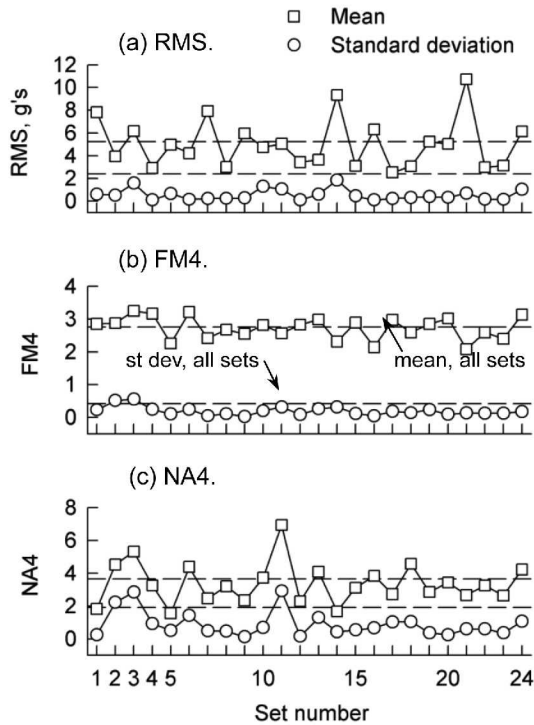 Mean
Standard deviation
(a) RMS.
RMS, g's
12
10
8
6
4
2
0
(b) FM4.
FM4
4
3
2
1
0
st dev, all sets
mean, all sets
(c) NA4.
NA4
8
6
4
2
0
1 2 3 4 5 10 15 20 24
Set number